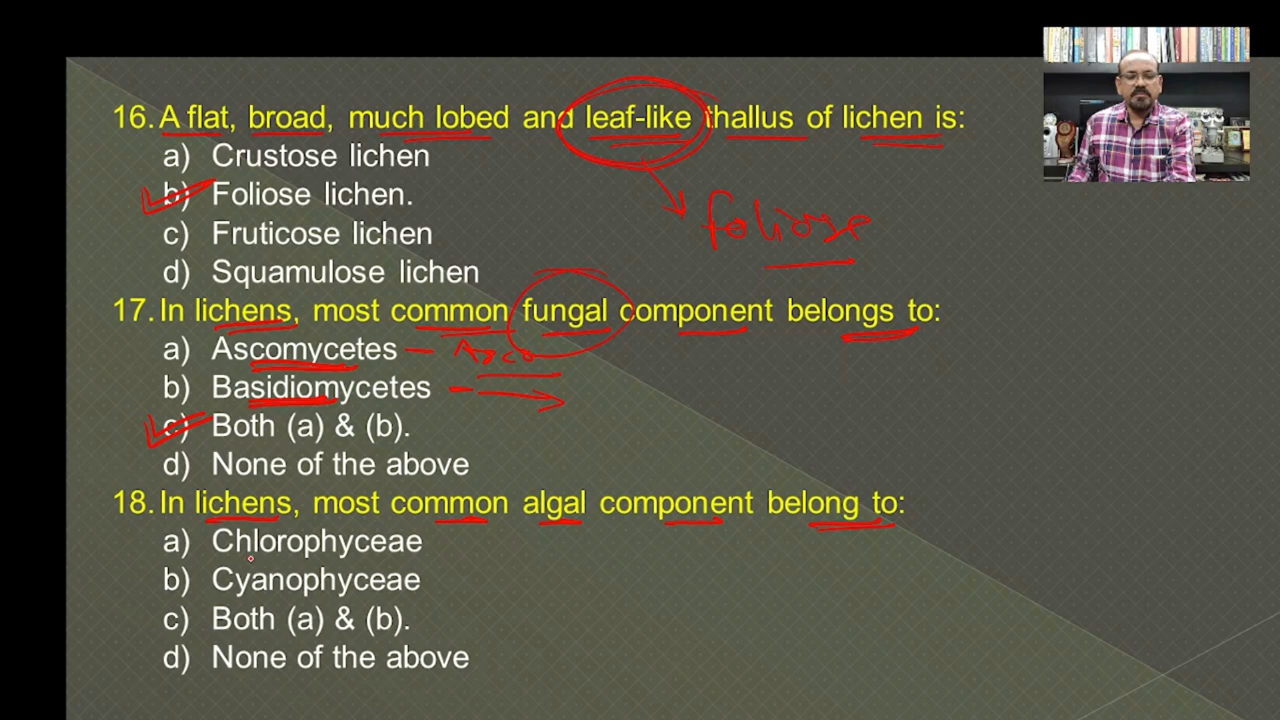 16. A flat, broad, much lobed and leaf-like thallus of lichen is:
a) Crustose lichen
b) Foliose lichen.
foliose
c) Fruticose lichen
d) Squamulose lichen
17. In lichens, most common fungal component belongs to:
a) Ascomycetes – Asco
b) Basidiomycetes
c) Both (a) & (b).
d) None of the above
18. In lichens, most common algal component belong to:
a) Chlorophyceae
b) Cyanophyceae
c) Both (a) & (b).
d) None of the above